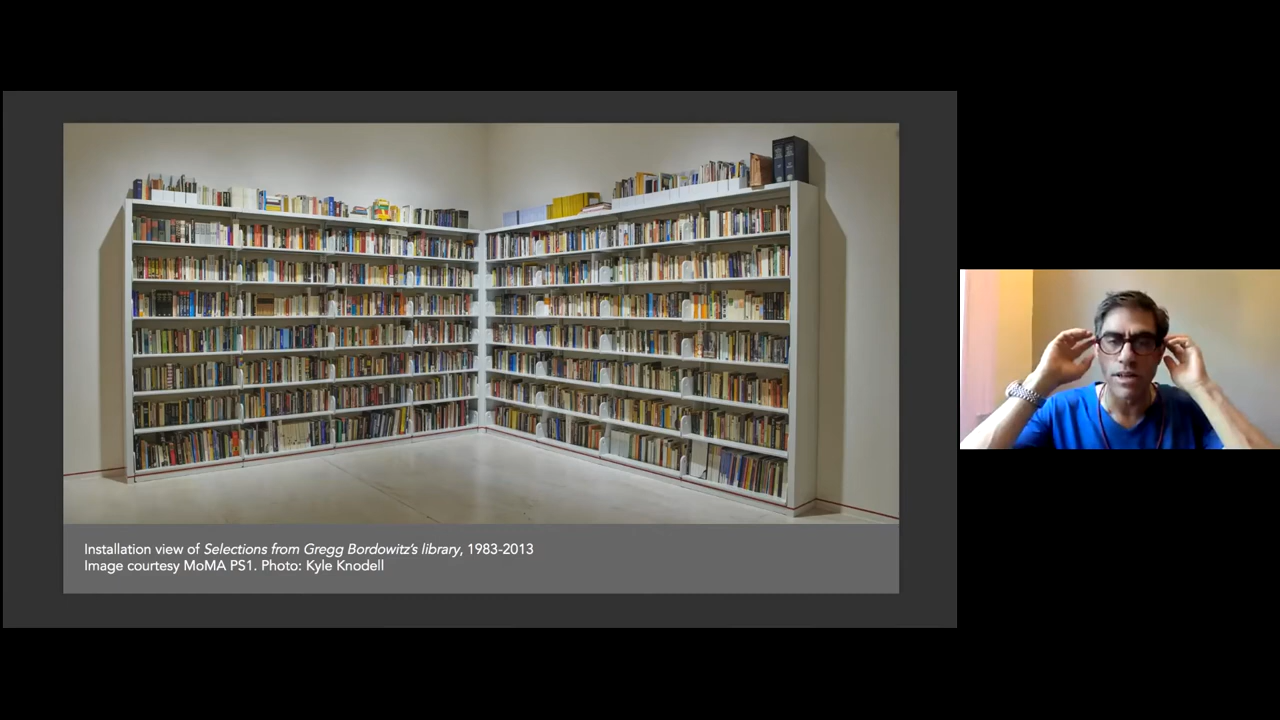 Installation view of Selections from Gregg Bordowitz's library, 1983-2013
Image courtesy MoMA PS1. Photo: Kyle Knodell